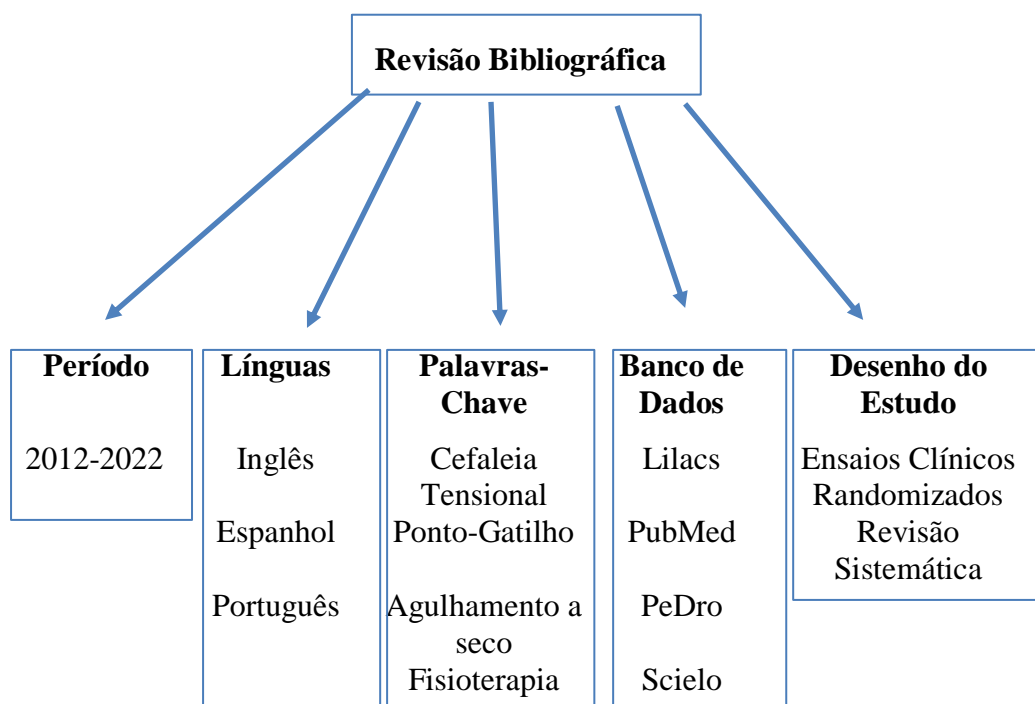 Revisão Bibliográfica
Período
2012-2022
Línguas
Inglês
Espanhol
Português
Palavras-
Chave
Cefaleia
Tensional
Ponto-Gatilho
Agulhamento a
seco
Fisioterapia
Banco de
Dados
Lilacs
PubMed
PeDro
Scielo
Desenho do
Estudo
Ensaios Clínicos
Randomizados
Revisão
Sistemática